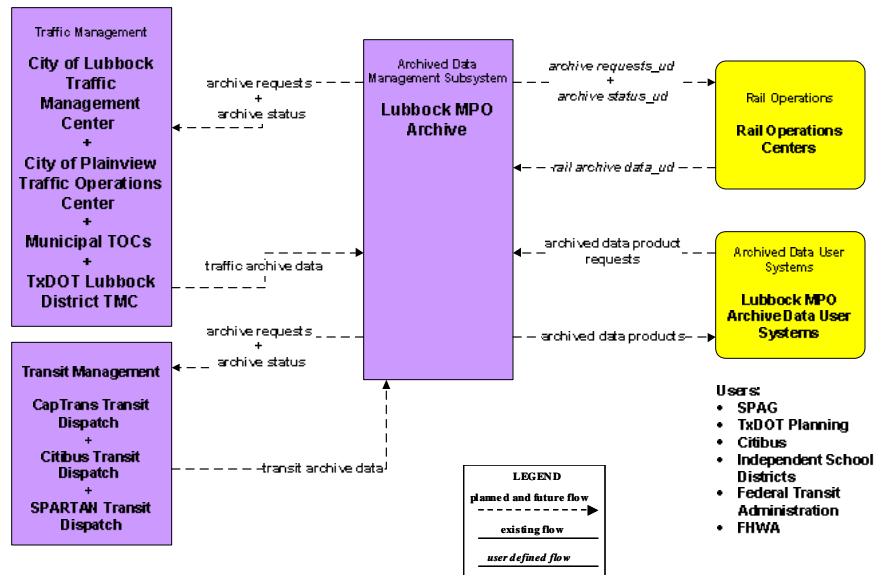 Traffic Management
City of Lubbock
Traffic
Management
Center
+
City of Plainview
Traffic Operations
Center
+
Municipal TOCs
+
TxDOT Lubbock
District TMC
archive requests
+
archive status
traffic archive data
archive requests
+
archive status
Transit Management
CapTrans Transit
Dispatch
+
Citibus Transit
Dispatch
+
SPARTAN Transit
Dispatch
transit archive data
Archived Data
Management Subsystem
Lubbock MPO
Archive
archive requests_ud
+
archive status_ud
rail archive data_ud
archived data product
requests
archived data products
Rail Operations
Rail Operations
Centers
Archived Data User
Systems
Lubbock MPO
Archive Data User
Systems
Users:
• SPAG
• TxDOT Planning
• Citibus
• Independent School
Districts
• Federal Transit
Administration
• FHWA
LEGEND
planned and future flow
existing flow
user defined flow